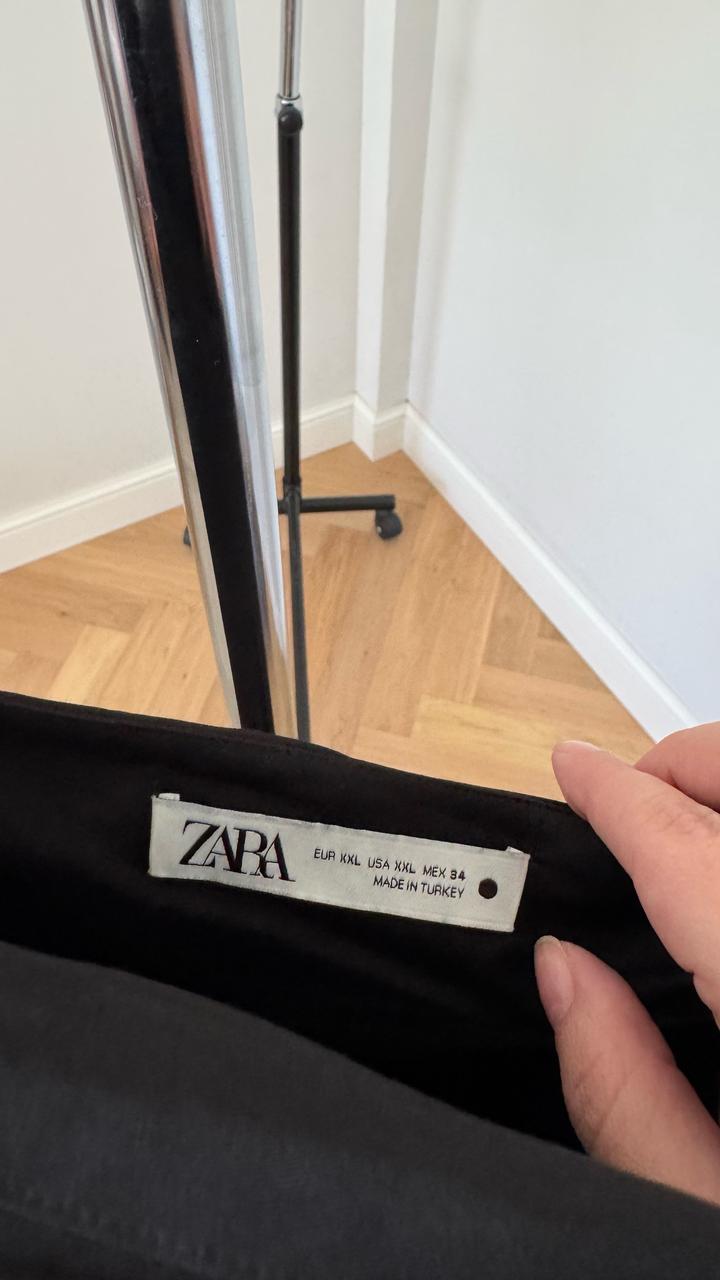 ZARA
EUR XXL USA XXL MEX 34
MADE IN TURKEY